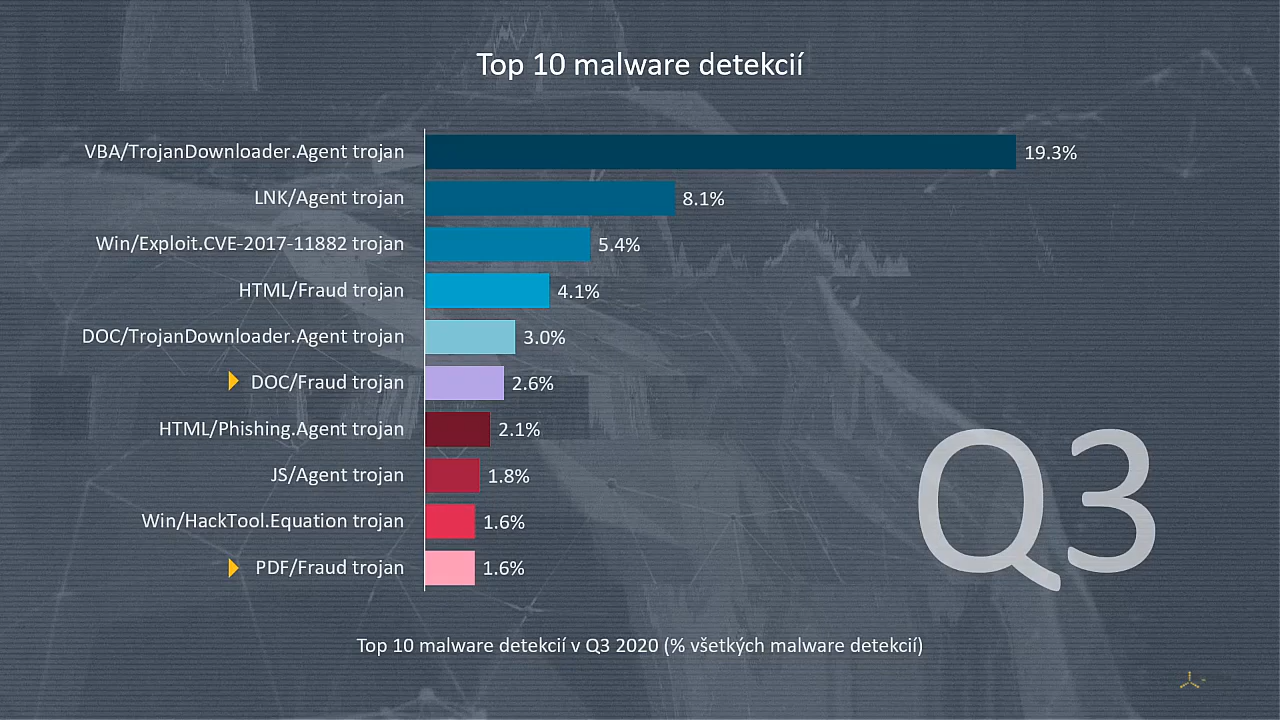 Top 10 malware detekcií
VBA/TrojanDownloader.Agent trojan 19.3%
LNK/Agent trojan 8.1%
Win/Exploit.CVE-2017-11882 trojan 5.4%
HTML/Fraud trojan 4.1%
DOC/TrojanDownloader.Agent trojan 3.0%
DOC/Fraud trojan 2.6%
HTML/Phishing.Agent trojan 2.1%
JS/Agent trojan 1.8%
Win/HackTool.Equation trojan 1.6%
PDF/Fraud trojan 1.6%
Q3
Top 10 malware detekcií v Q3 2020 (% všetkých malware detekcií)